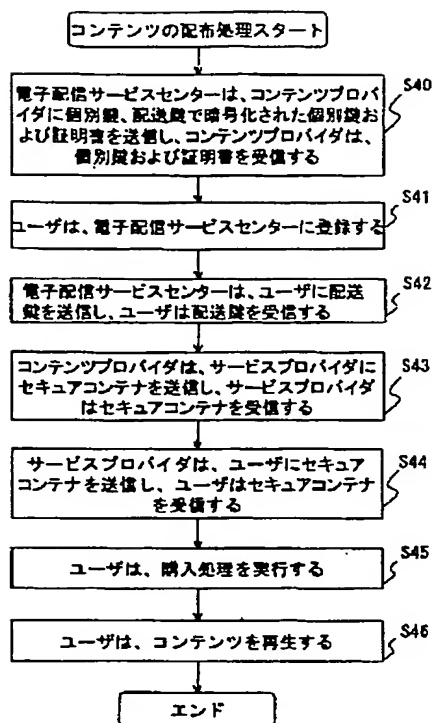 コンテンツの配布処理スタート
電子配信サービスセンターは、コンテンツプロバ
イダに個別鍵、配送鍵で暗号化された個別鍵お
よび証明書を送信し、コンテンツプロバイダは、
個別鍵および証明書を受信する
S40
ユーザは、電子配信サービスセンターに登録する
S41
電子配信サービスセンターは、ユーザに配送
鍵を送信し、ユーザは配送鍵を受信する
S42
コンテンツプロバイダは、サービスプロバイダに
セキュアコンテナを送信し、サービスプロバイダ
はセキュアコンテナを受信する
S43
サービスプロバイダは、ユーザにセキュア
コンテナを送信し、ユーザはセキュアコンテナ
を受信する
S44
ユーザは、購入処理を実行する
S45
ユーザは、コンテンツを再生する
S46
エンド